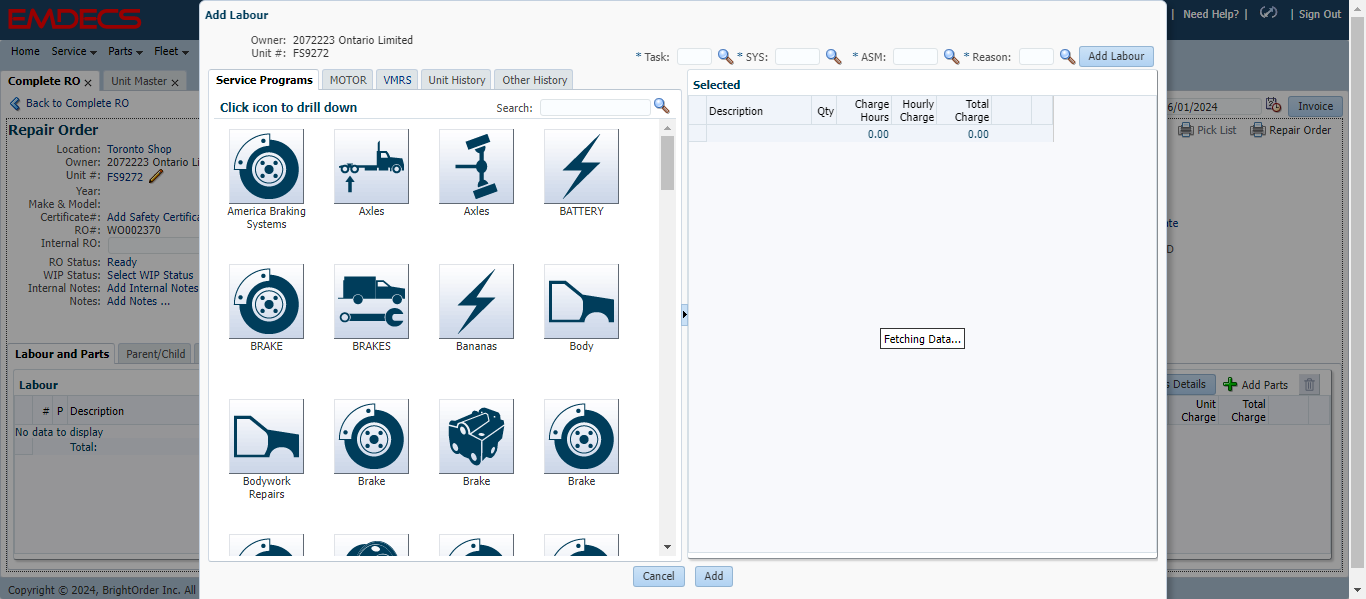 EMDECS
| Need Help? | | Sign Out
Home Service Parts Fleet
Complete RO x Unit Master x
Back to Complete RO
6/01/2024 Invoice
Repair Order
Pick List Repair Order
Location: Toronto Shop
Owner: 2072223 Ontario Li
Unit #: FS9272
Year:
Make & Model:
Certificate#: Add Safety Certifica
RO#: WO002370
Internal RO:
RO Status: Ready
WIP Status: Select WIP Status
Internal Notes: Add Internal Notes
Notes: Add Notes ...
Labour and Parts Parent/Child
Labour
# P Description
No data to display
Total:
s Details Add Parts
Unit Charge
Total Charge
Copyright © 2024, BrightOrder Inc. All
Add Labour
Owner: 2072223 Ontario Limited
Unit #: FS9272
* Task: * SYS: * ASM: * Reason: Add Labour
Service Programs MOTOR VMRS Unit History Other History
Click icon to drill down Search:
America Braking Systems
Axles
Axles
BATTERY
BRAKE
BRAKES
Bananas
Body
Bodywork Repairs
Brake
Brake
Brake
Selected
Description Qty Charge Hours Hourly Charge Total Charge
0.00 0.00
Fetching Data...
Cancel Add